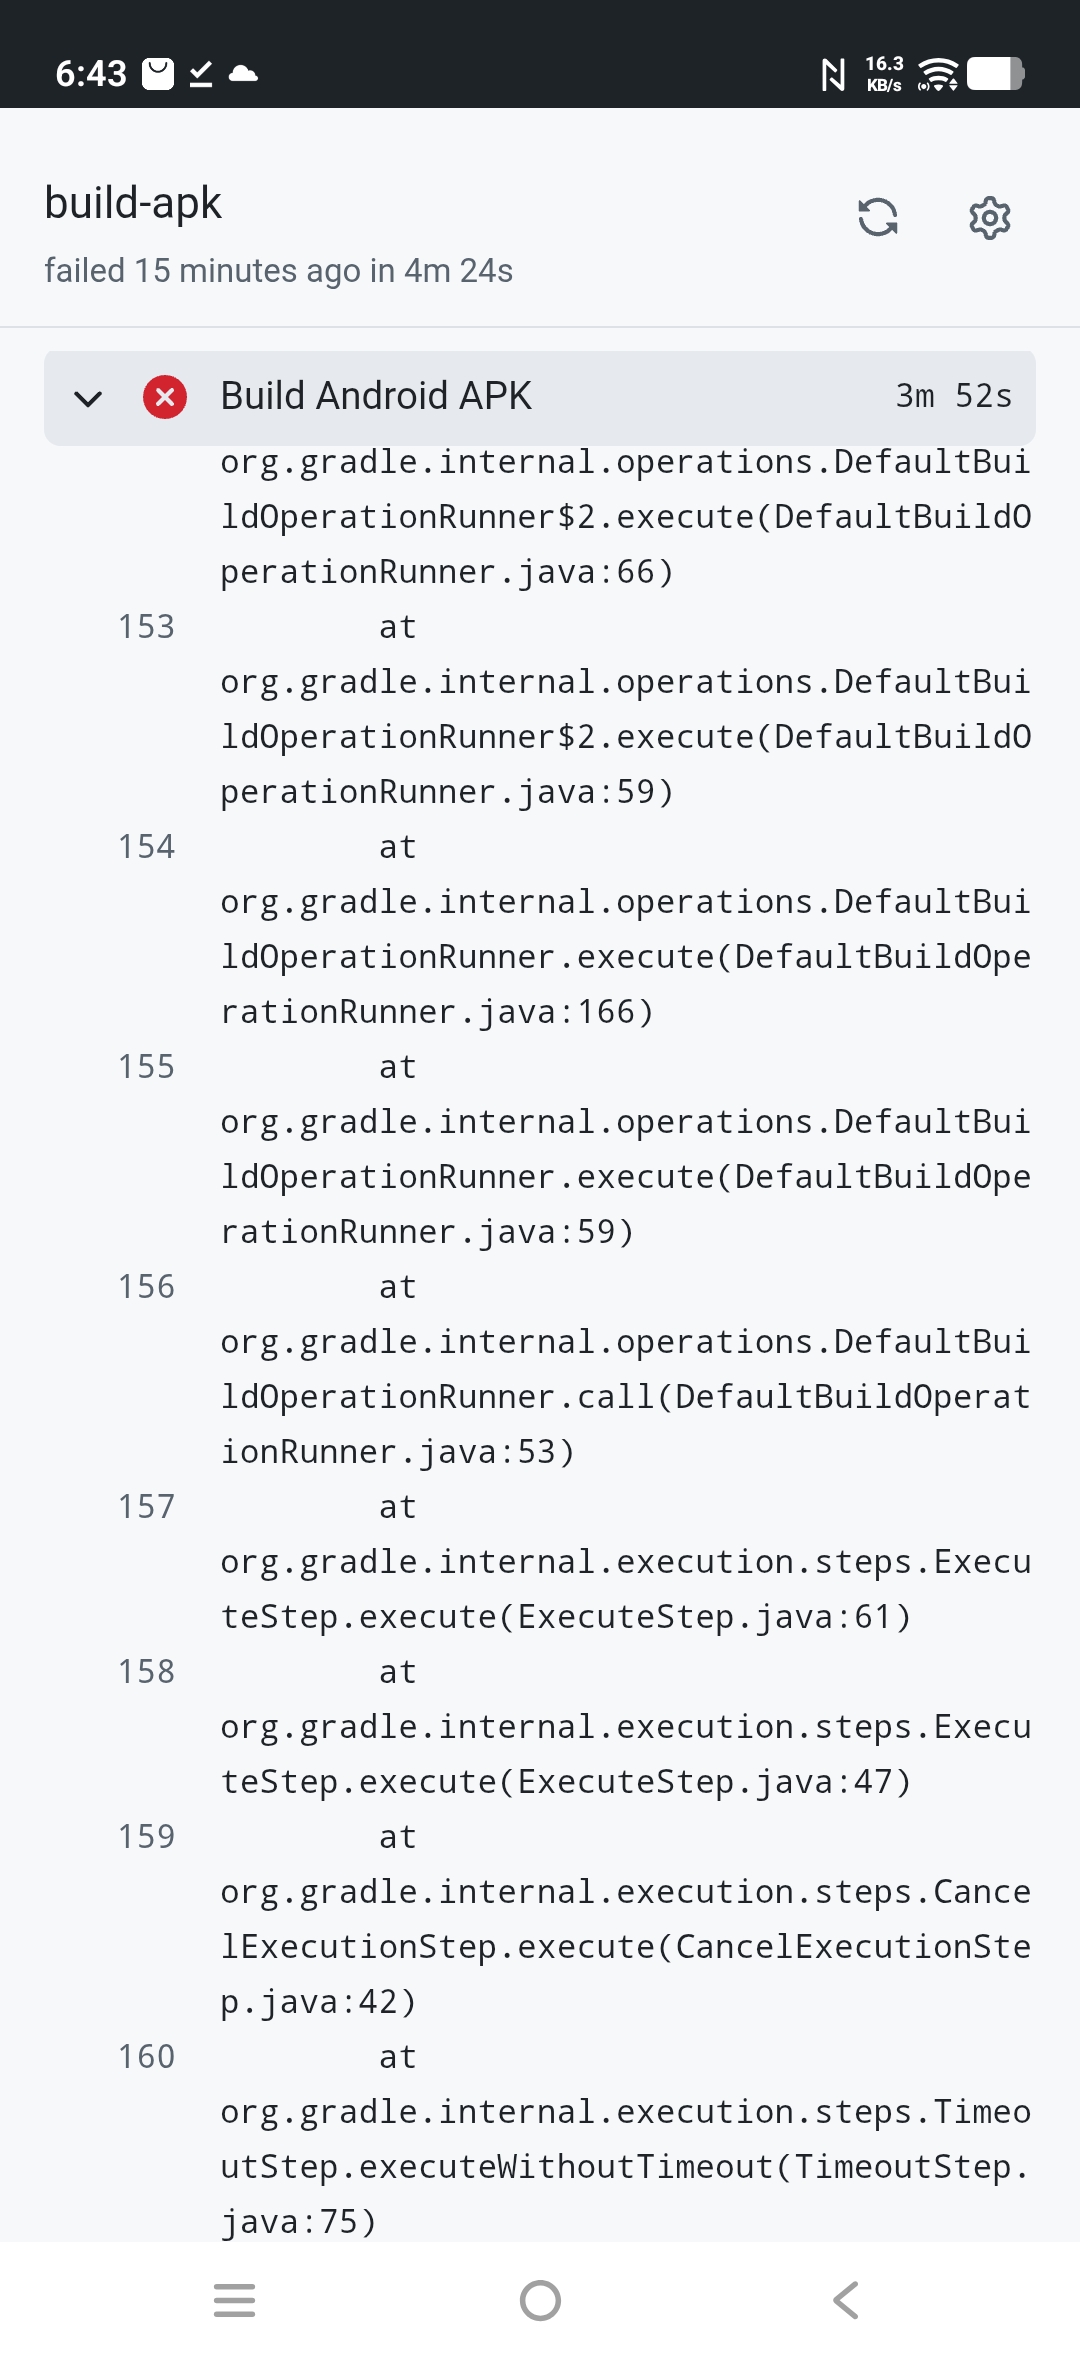 6:43
16.3
KB/s
build-apk
failed 15 minutes ago in 4m 24s
Build Android APK 3m 52s
org.gradle.internal.operations.DefaultBui
ldOperationRunner$2.execute(DefaultBuildO
perationRunner.java:66)
153 at
org.gradle.internal.operations.DefaultBui
ldOperationRunner$2.execute(DefaultBuildO
perationRunner.java:59)
154 at
org.gradle.internal.operations.DefaultBui
ldOperationRunner.execute(DefaultBuildOpe
rationRunner.java:166)
155 at
org.gradle.internal.operations.DefaultBui
ldOperationRunner.execute(DefaultBuildOpe
rationRunner.java:59)
156 at
org.gradle.internal.operations.DefaultBui
ldOperationRunner.call(DefaultBuildOperat
ionRunner.java:53)
157 at
org.gradle.internal.execution.steps.Execu
teStep.execute(ExecuteStep.java:61)
158 at
org.gradle.internal.execution.steps.Execu
teStep.execute(ExecuteStep.java:47)
159 at
org.gradle.internal.execution.steps.Cance
lExecutionStep.execute(CancelExecutionSte
p.java:42)
160 at
org.gradle.internal.execution.steps.Timeo
utStep.executeWithoutTimeout(TimeoutStep.
java:75)